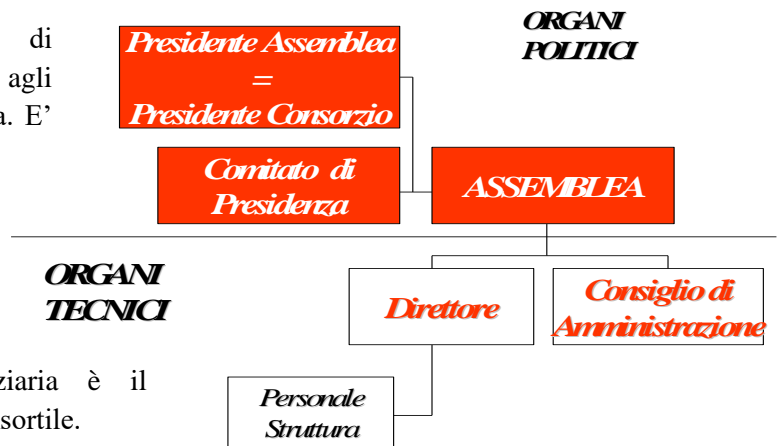 di
agli
a. E’
Presidente Assemblea
=
Presidente Consorzio
ORGANI
POLITICI
Comitato di
Presidenza
ASSEMBLEA
ORGANI
TECNICI
Direttore
Consiglio di
Amministrazione
ziaria è il
sortile.
Personale
Struttura